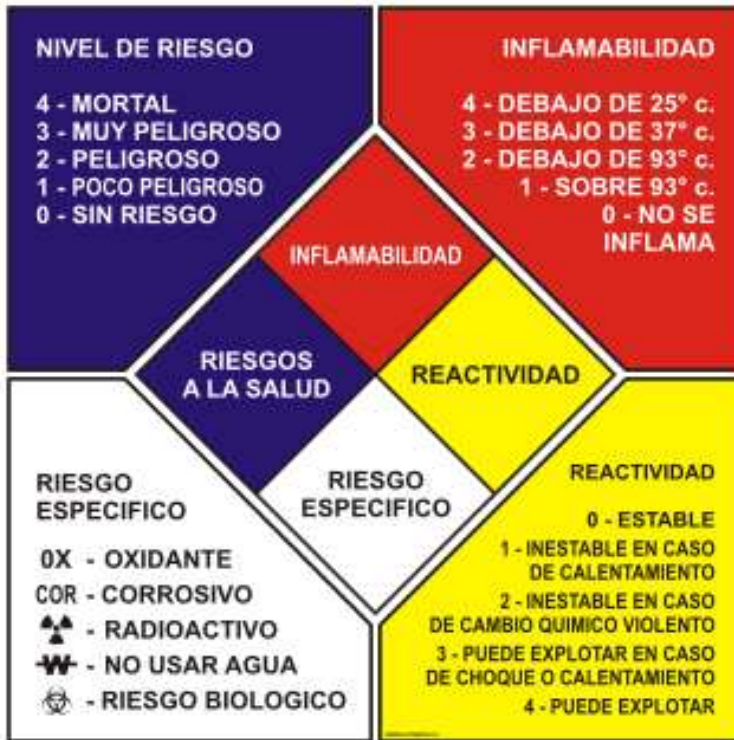 NIVEL DE RIESGO
4 - MORTAL
3 - MUY PELIGROSO
2 - PELIGROSO
1 - POCO PELIGROSO
0 - SIN RIESGO
INFLAMABILIDAD
4 - DEBAJO DE 25° c.
3 - DEBAJO DE 37° c.
2 - DEBAJO DE 93° c.
1 - SOBRE 93° c.
0 - NO SE
INFLAMA
INFLAMABILIDAD
RIESGOS
A LA SALUD
REACTIVIDAD
RIESGO
ESPECIFICO
RIESGO
ESPECIFICO
0X - OXIDANTE
COR - CORROSIVO
- RADIOACTIVO
W - NO USAR AGUA
- RIESGO BIOLOGICO
REACTIVIDAD
0 - ESTABLE
1 - INESTABLE EN CASO
DE CALENTAMIENTO
2 - INESTABLE EN CASO
DE CAMBIO QUIMICO VIOLENTO
3 - PUEDE EXPLOTAR EN CASO
DE CHOQUE O CALENTAMIENTO
4 - PUEDE EXPLOTAR